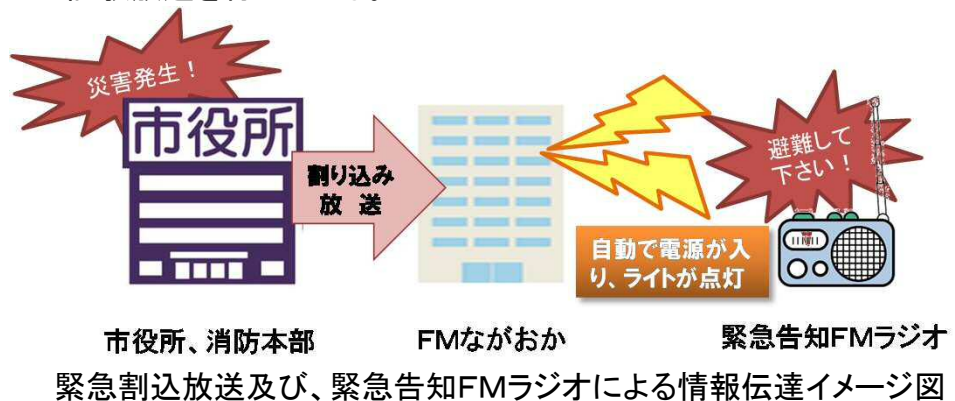 災害発生！
市役所
割り込み
放 送
避難して
下さい！
自動で電源が入
り、ライトが点灯
市役所、消防本部
FMながおか
緊急告知FMラジオ
緊急割込放送及び、緊急告知FMラジオによる情報伝達イメージ図